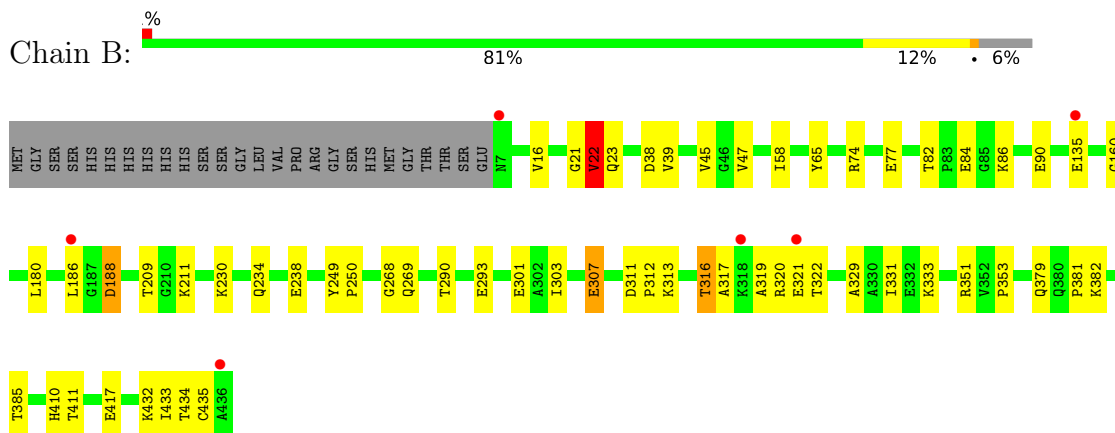 .%
Chain B:
81% 12% • 6%
MET GLY SER SER HIS HIS HIS HIS HIS HIS SER SER GLY LEU VAL PRO ARG GLY SER HIS MET GLY THR THR SER GLU N7 V16 G21 V22 Q23 D38 V39 V45 G46 V47 I58 Y65 R74 E77 T82 P83 E84 G85 K86 E90 E135 G160
L180 L186 G187 D188 T209 G210 K211 K230 Q234 E238 Y249 P250 G268 Q269 T290 E293 E301 A302 I303 E307 D311 P312 K313 T316 A317 K318 A319 R320 E321 T322 A329 A330 I331 E332 K333 R351 V352 P353 Q379 Q380 P381 K382
T385 H410 T411 E417 K432 I433 T434 C435 A436